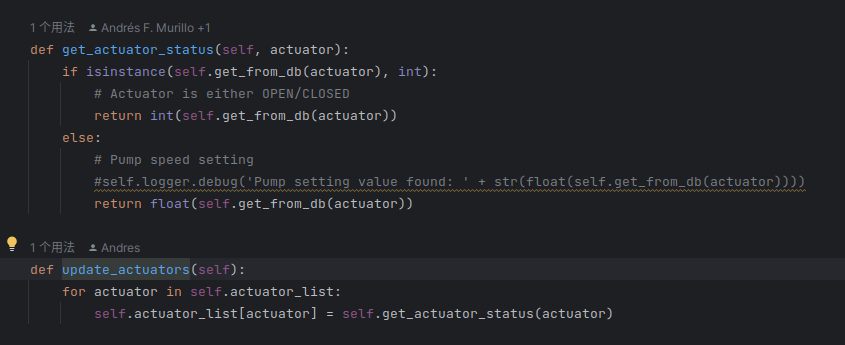 1 个用法 Andrés F. Murillo +1
def get_actuator_status(self, actuator):
    if isinstance(self.get_from_db(actuator), int):
        # Actuator is either OPEN/CLOSED
        return int(self.get_from_db(actuator))
    else:
        # Pump speed setting
        #self.logger.debug('Pump setting value found: ' + str(float(self.get_from_db(actuator))))
        return float(self.get_from_db(actuator))
1 个用法 Andres
def update_actuators(self):
    for actuator in self.actuator_list:
        self.actuator_list[actuator] = self.get_actuator_status(actuator)